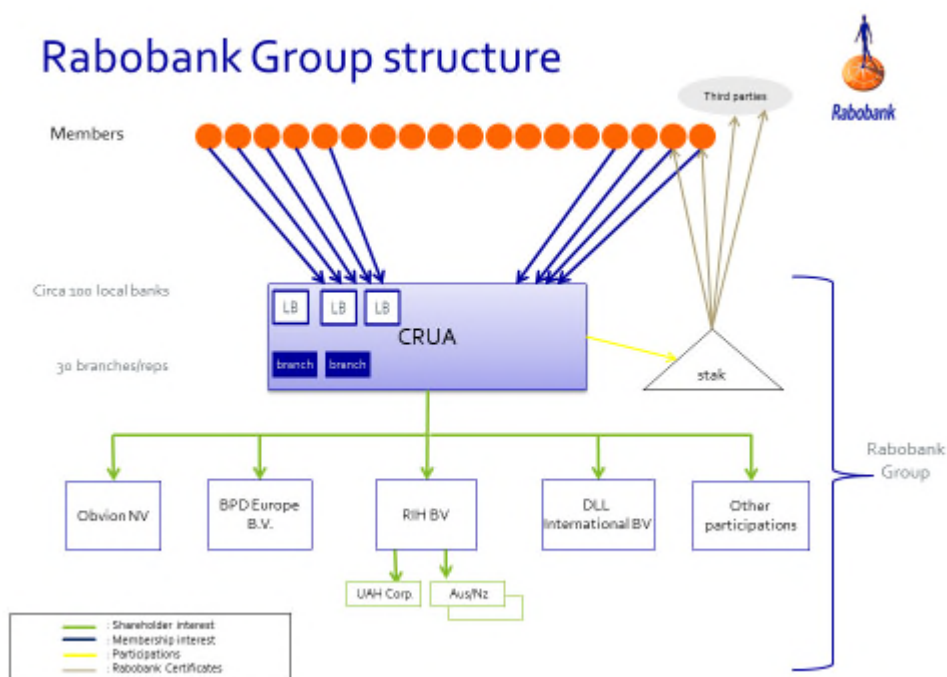 Rabobank Group structure
Third parties
Rabobank
Members
Circa 100 local banks
LB
LB
LB
CRUA
30 branches/reps
branch
branch
stak
Rabobank
Group
Obvion NV
BPD Europe
B.V.
RIH BV
DLL
International BV
Other
participations
UAH Corp.
Aus/Nz
: Shareholder interest
: Membership interest
: Participations
: Rabobank Certificates